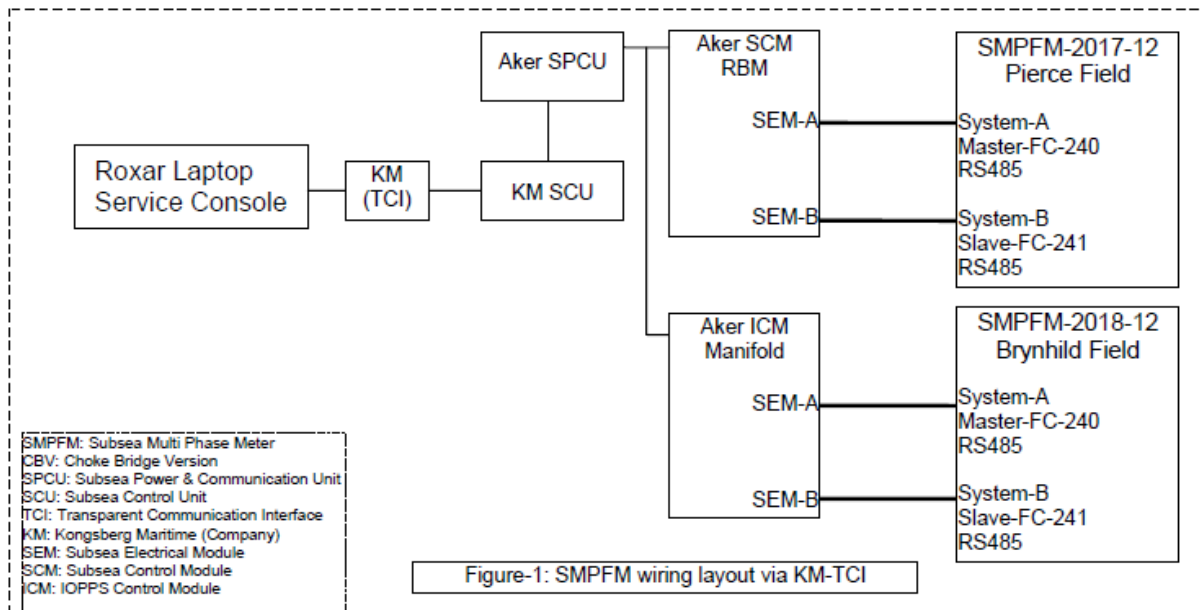 Roxar Laptop
Service Console
KM
(TCI)
KM SCU
Aker SPCU
Aker SCM
RBM
SEM-A
SEM-B
SMPFM-2017-12
Pierce Field
System-A
Master-FC-240
RS485
System-B
Slave-FC-241
RS485
Aker ICM
Manifold
SEM-A
SEM-B
SMPFM-2018-12
Brynhild Field
System-A
Master-FC-240
RS485
System-B
Slave-FC-241
RS485
SMPFM: Subsea Multi Phase Meter
CBV: Choke Bridge Version
SPCU: Subsea Power & Communication Unit
SCU: Subsea Control Unit
TCI: Transparent Communication Interface
KM: Kongsberg Maritime (Company)
SEM: Subsea Electrical Module
SCM: Subsea Control Module
ICM: IOPPS Control Module
Figure-1: SMPFM wiring layout via KM-TCI